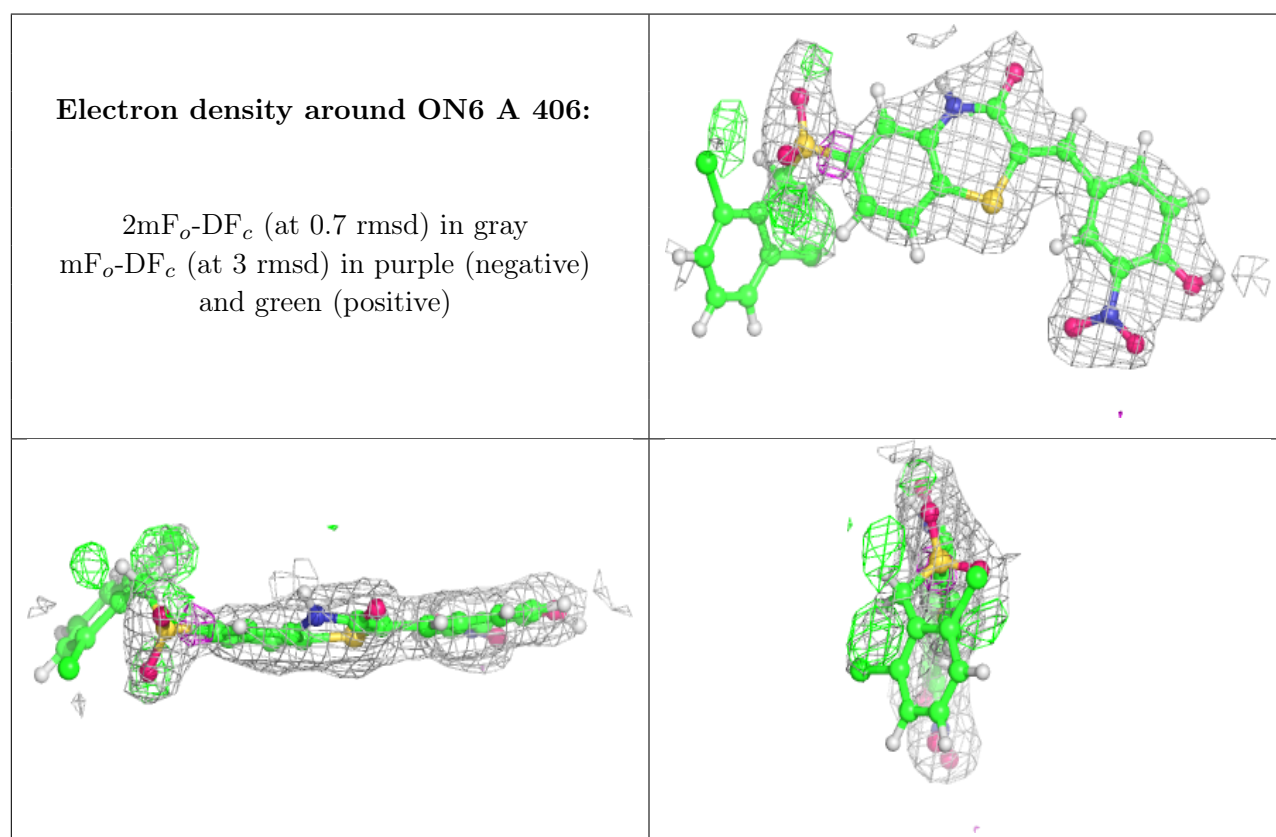 Electron density around ON6 A 406:
2mFo-DFc (at 0.7 rmsd) in gray
mFo-DFc (at 3 rmsd) in purple (negative)
and green (positive)